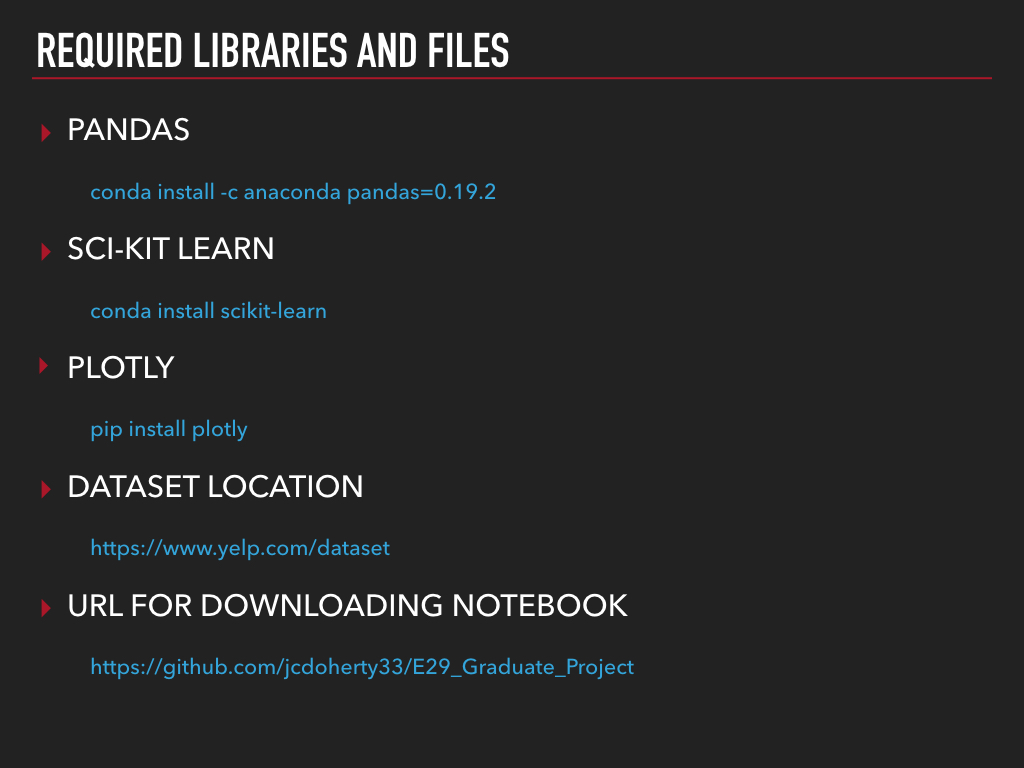 REQUIRED LIBRARIES AND FILES
PANDAS
conda install -c anaconda pandas=0.19.2
SCI-KIT LEARN
conda install scikit-learn
PLOTLY
pip install plotly
DATASET LOCATION
https://www.yelp.com/dataset
URL FOR DOWNLOADING NOTEBOOK
https://github.com/jcdoherty33/E29_Graduate_Project